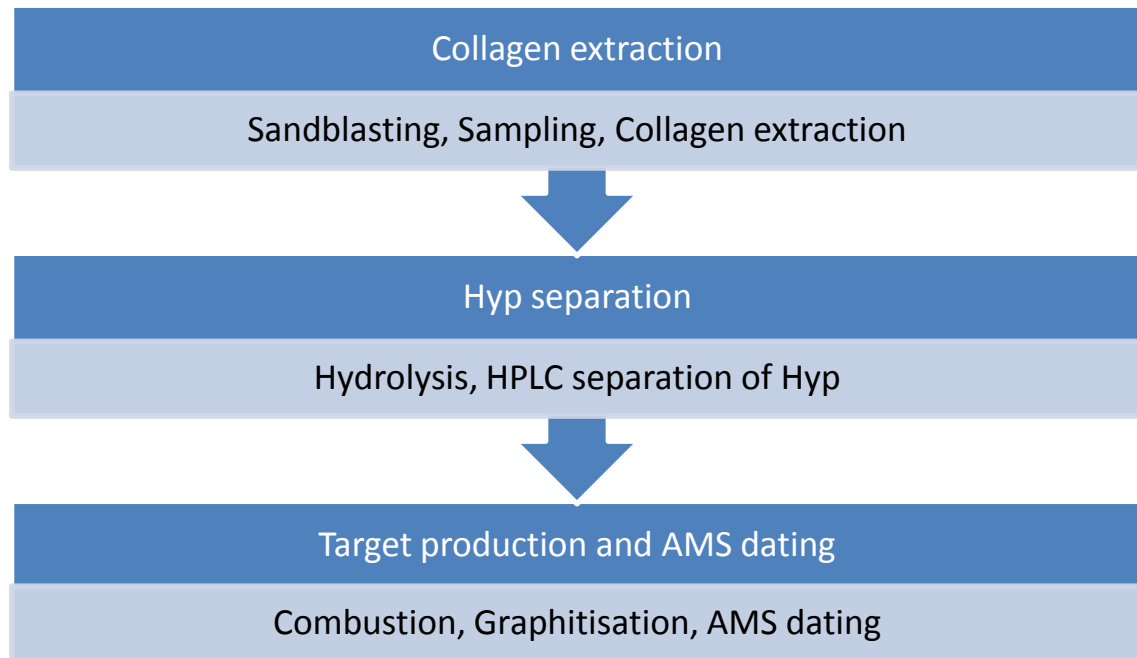 Collagen extraction
Sandblasting, Sampling, Collagen extraction
Hyp separation
Hydrolysis, HPLC separation of Hyp
Target production and AMS dating
Combustion, Graphitisation, AMS dating